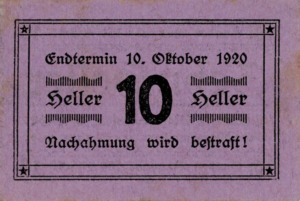 Endtermin 10. Oktober 1920
Heller 10 Heller
Nachahmung wird bestraft!